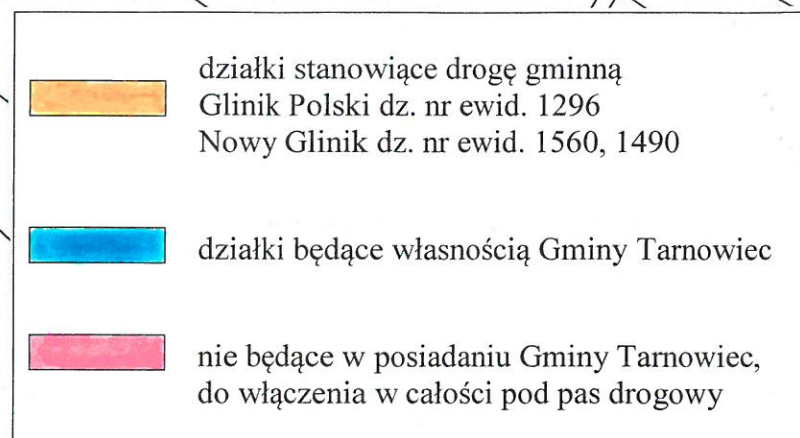 działki stanowiące drogę gminną
Glinik Polski dz. nr ewid. 1296
Nowy Glinik dz. nr ewid. 1560, 1490
działki będące własnością Gminy Tarnowiec
nie będące w posiadaniu Gminy Tarnowiec,
do włączenia w całości pod pas drogowy